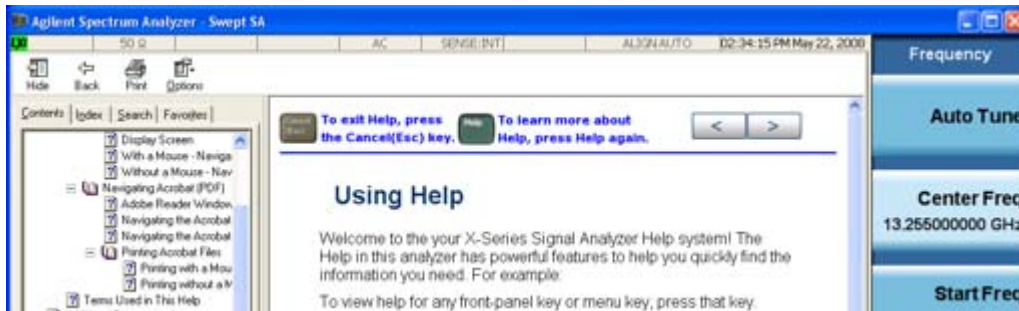 Agilent Spectrum Analyzer - Swept SA
50 Ω AC SENSE:INT ALIGN AUTO 02:34:15 PM May 22, 2008
Frequency
Hide Back Print Options
Contents Index Search Favorites
To exit Help, press
the Cancel(Esc) key.
Help
To learn more about
Help, press Help again.
< >
Auto Tune
Display Screen
With a Mouse - Naviga
Without a Mouse - Nav
Navigating Acrobat (PDF)
Adobe Reader Window
Navigating the Acrobat
Navigating the Acrobat
Printing Acrobat Files
Printing with a Mou
Printing without a M
Terms Used in This Help
Using Help
Welcome to the your X-Series Signal Analyzer Help system! The
Help in this analyzer has powerful features to help you quickly find the
information you need. For example:
To view help for any front-panel key or menu key, press that key.
Center Freq
13.255000000 GHz
Start Freq